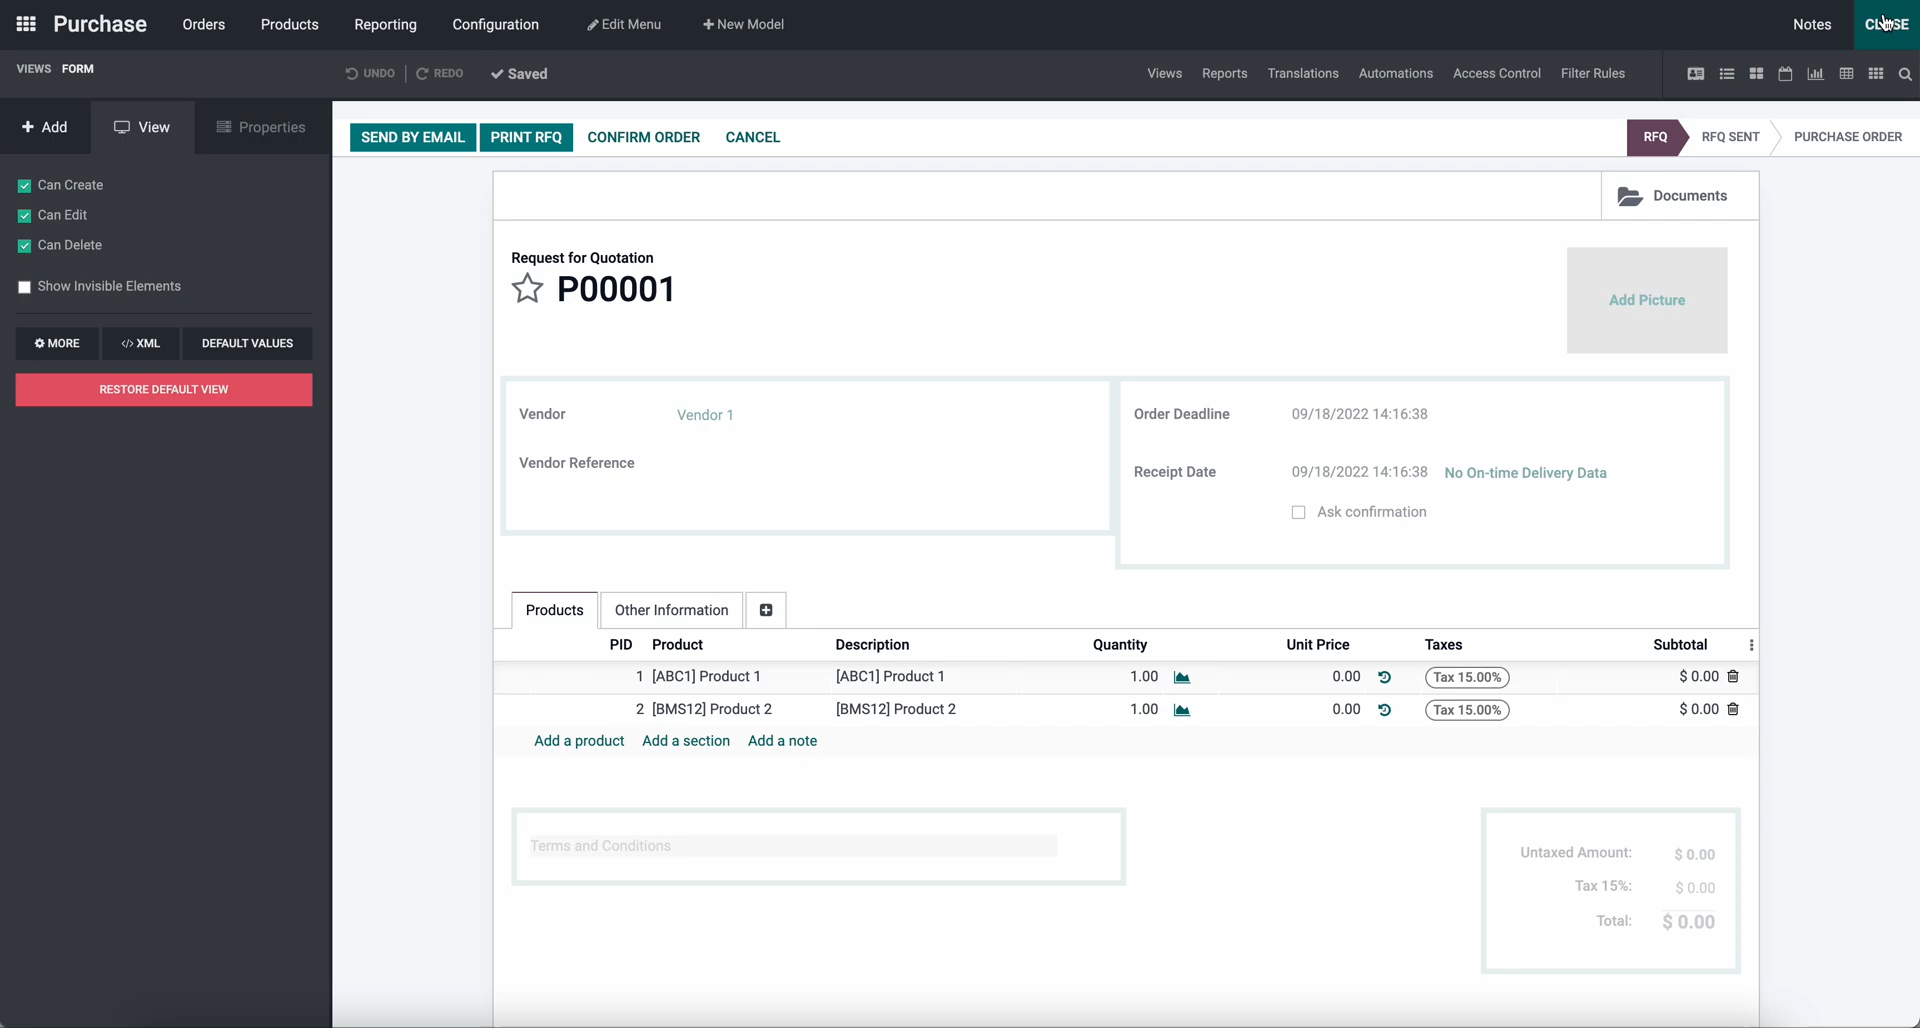 Purchase Orders Products Reporting Configuration Edit Menu + New Model Notes CLOSE
VIEWS FORM UNDO REDO Saved Views Reports Translations Automations Access Control Filter Rules
+ Add View Properties
SEND BY EMAIL PRINT RFQ CONFIRM ORDER CANCEL RFQ RFQ SENT PURCHASE ORDER
Can Create
Can Edit
Can Delete
Show Invisible Elements
MORE </> XML DEFAULT VALUES
RESTORE DEFAULT VIEW
Documents
Request for Quotation
P00001
Add Picture
Vendor Vendor 1
Vendor Reference
Order Deadline 09/18/2022 14:16:38
Receipt Date 09/18/2022 14:16:38 No On-time Delivery Data
Ask confirmation
Products Other Information
PID Product Description Quantity Unit Price Taxes Subtotal
1 [ABC1] Product 1 [ABC1] Product 1 1.00 0.00 Tax 15.00% $ 0.00
2 [BMS12] Product 2 [BMS12] Product 2 1.00 0.00 Tax 15.00% $ 0.00
Add a product Add a section Add a note
Terms and Conditions
Untaxed Amount: $ 0.00
Tax 15%: $ 0.00
Total: $ 0.00